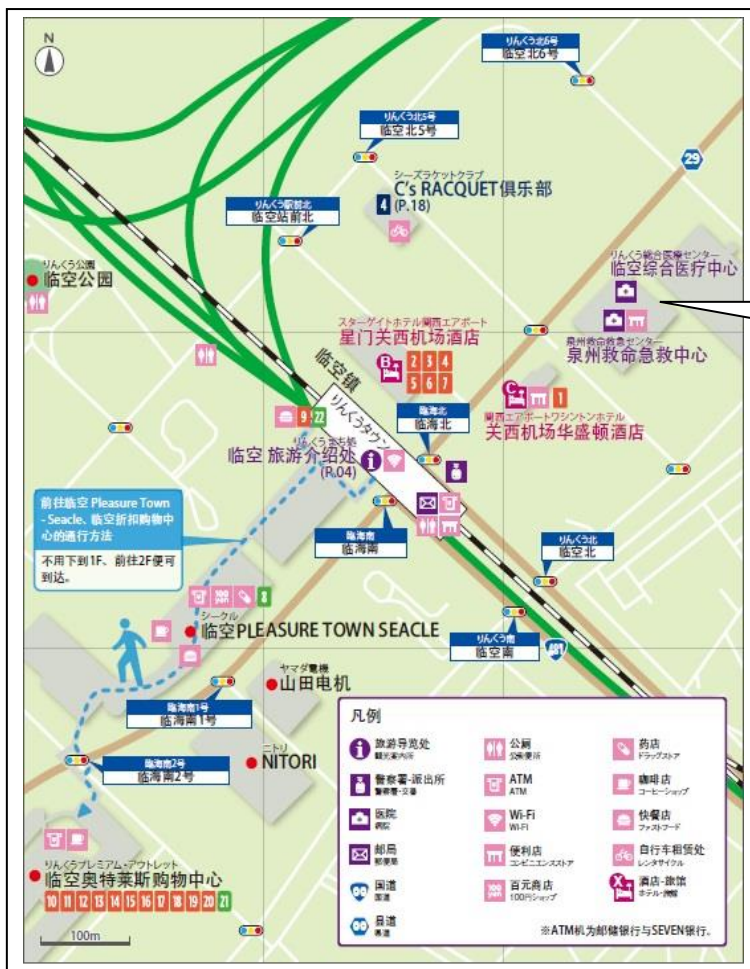 N
りんくう北6号
临空北6号
りんくう北5号
临空北5号
29
シーズラケットクラブ
C's RACQUET俱乐部
4
(P.18)
りんくう駅前北
临空站前北
りんくう総合医療センター
临空综合医疗中心
りんくう公園
临空公园
スターゲイトホテル関西エアポート
星门关西机场酒店
B
2 3 4
5 6 7
泉州救命救急センター
泉州救命急救中心
临空镇
りんくうタウン
C
1
関西エアポートワシントンホテル
关西机场华盛顿酒店
臨海北
临海北
9 22
りんくうまち処
临空 旅游介绍处
(P.04)
前往临空 Pleasure Town
- Seacle、临空折扣购物中
心的通行方法
不用下到1F、前往2F便可
到达。
臨海南
临海南
りんくう北
临空北
100yen
8
シークル
临空PLEASURE TOWN SEACLE
りんくう南
临空南
481
ヤマダ電機
山田电机
臨海南1号
临海南1号
ニトリ
NITORI
臨海南2号
临海南2号
りんくうプレミアム・アウトレット
临空奥特莱斯购物中心
10 11 12 13 14 15 16 17 18 19 20 21
100m
凡例
旅游导览处
観光案内所
公厕
公衆便所
药店
ドラッグストア
警察署-派出所
警察署・交番
ATM
ATM
咖啡店
コーヒーショップ
医院
病院
Wi-Fi
Wi-Fi
快餐店
ファストフード
邮局
郵便局
便利店
コンビニエンスストア
自行车租赁处
レンタサイクル
国道
国道
100yen
百元商店
100円ショップ
X
酒店-旅馆
ホテル・旅館
县道
県道
※ATM机为邮储银行与SEVEN银行。